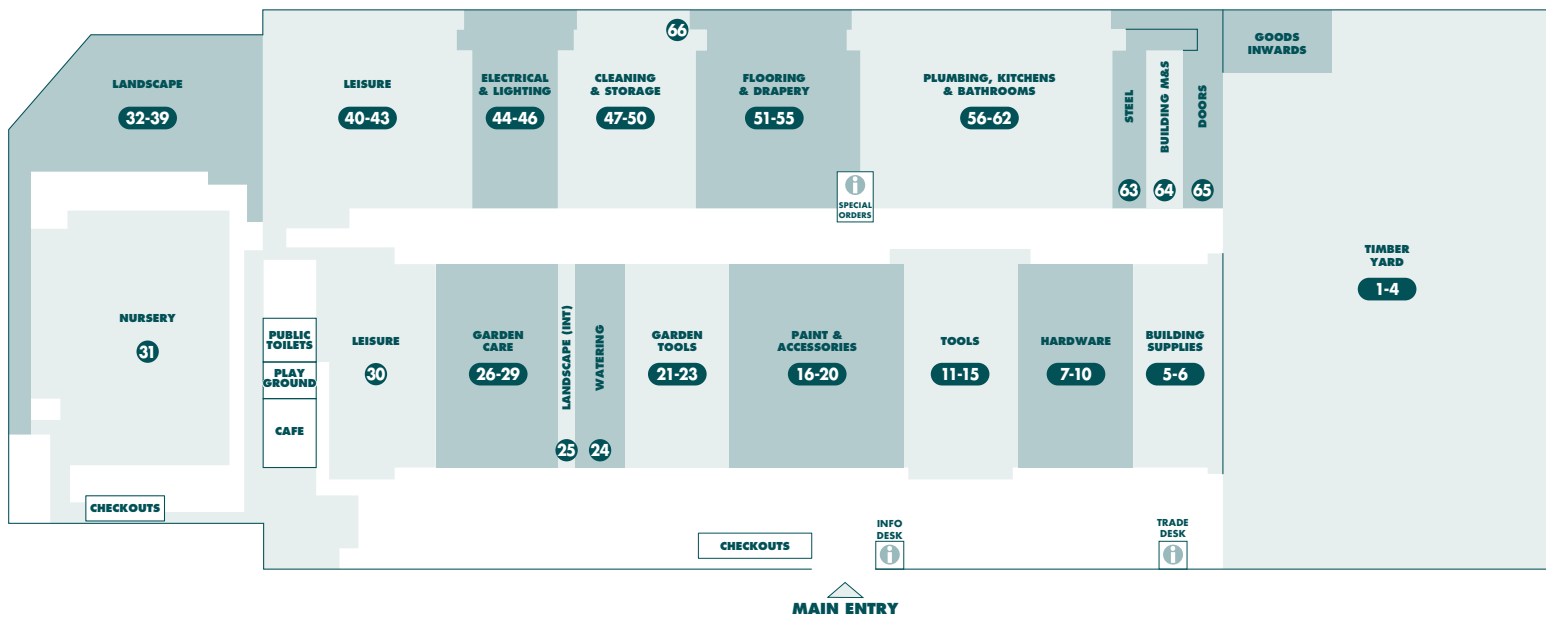 66
GOODS
INWARDS
LANDSCAPE
32-39
LEISURE
40-43
ELECTRICAL
& LIGHTING
44-46
CLEANING
& STORAGE
47-50
FLOORING
& DRAPERY
51-55
PLUMBING, KITCHENS
& BATHROOMS
56-62
STEEL
63
BUILDING M&S
64
DOORS
65
SPECIAL
ORDERS
TIMBER
YARD
1-4
NURSERY
31
PUBLIC
TOILETS
PLAY
GROUND
CAFE
LEISURE
30
GARDEN
CARE
26-29
LANDSCAPE (INT)
25
WATERING
24
GARDEN
TOOLS
21-23
PAINT &
ACCESSORIES
16-20
TOOLS
11-15
HARDWARE
7-10
BUILDING
SUPPLIES
5-6
CHECKOUTS
CHECKOUTS
INFO
DESK
TRADE
DESK
MAIN ENTRY